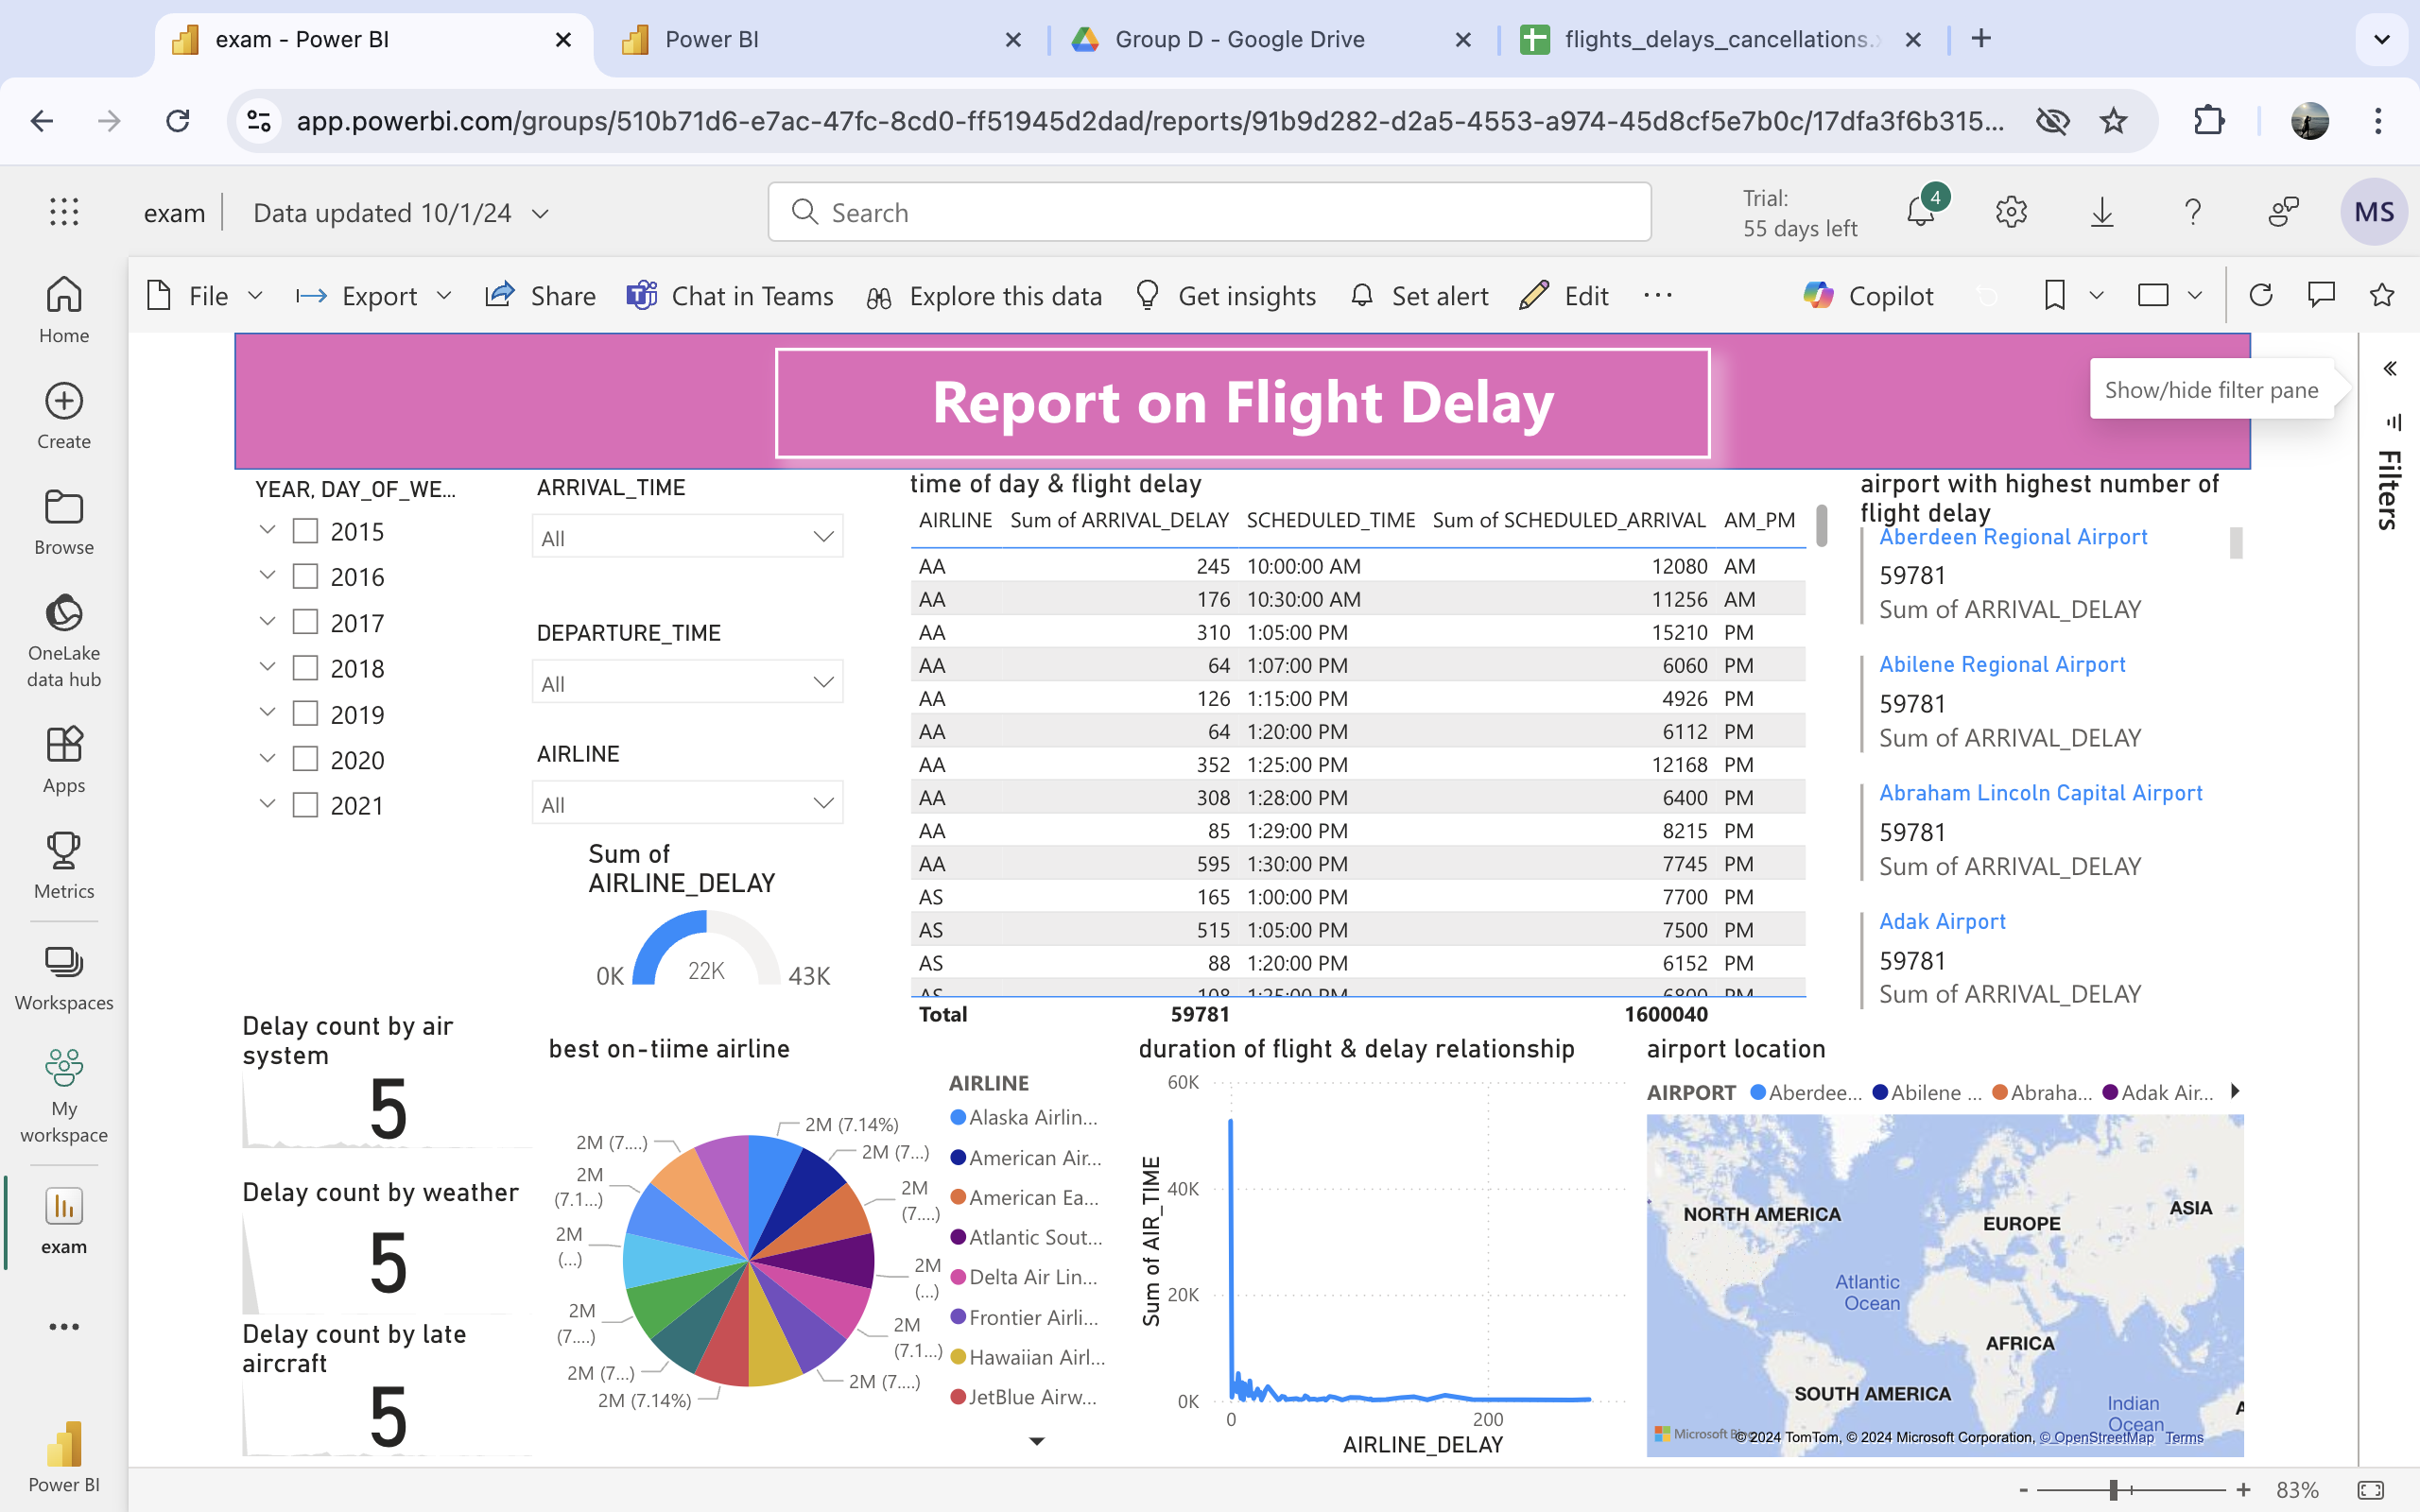 exam - Power BI
Power BI
Group D - Google Drive
flights_delays_cancellations.
app.powerbi.com/groups/510b71d6-e7ac-47fc-8cd0-ff51945d2dad/reports/91b9d282-d2a5-4553-a974-45d8cf5e7b0c/17dfa3f6b315...
exam
Data updated 10/1/24
Search
Trial:
55 days left
4
MS
File
Export
Share
Chat in Teams
Explore this data
Get insights
Set alert
Edit
Copilot
Home
Create
Browse
OneLake
data hub
Apps
Metrics
Workspaces
My
workspace
exam
Power BI
Report on Flight Delay
Show/hide filter pane
Filters
YEAR, DAY_OF_WE...
2015
2016
2017
2018
2019
2020
2021
ARRIVAL_TIME
All
DEPARTURE_TIME
All
AIRLINE
All
Sum of
AIRLINE_DELAY
0K
22K
43K
time of day & flight delay
AIRLINE Sum of ARRIVAL_DELAY SCHEDULED_TIME Sum of SCHEDULED_ARRIVAL AM_PM
AA 245 10:00:00 AM 12080 AM
AA 176 10:30:00 AM 11256 AM
AA 310 1:05:00 PM 15210 PM
AA 64 1:07:00 PM 6060 PM
AA 126 1:15:00 PM 4926 PM
AA 64 1:20:00 PM 6112 PM
AA 352 1:25:00 PM 12168 PM
AA 308 1:28:00 PM 6400 PM
AA 85 1:29:00 PM 8215 PM
AA 595 1:30:00 PM 7745 PM
AS 165 1:00:00 PM 7700 PM
AS 515 1:05:00 PM 7500 PM
AS 88 1:20:00 PM 6152 PM
AS 108 1:25:00 PM 6800 PM
Total 59781 1600040
airport with highest number of
flight delay
Aberdeen Regional Airport
59781
Sum of ARRIVAL_DELAY
Abilene Regional Airport
59781
Sum of ARRIVAL_DELAY
Abraham Lincoln Capital Airport
59781
Sum of ARRIVAL_DELAY
Adak Airport
59781
Sum of ARRIVAL_DELAY
Delay count by air
system
5
Delay count by weather
5
Delay count by late
aircraft
5
best on-tiime airline
2M (7.14%)
2M (7...)
2M
(7....)
2M
(...)
2M
(7.1...)
2M (7....)
2M (7.14%)
2M (7...)
2M
(7....)
2M
(...)
2M
(7.1...)
2M (7....)
AIRLINE
Alaska Airlin...
American Air...
American Ea...
Atlantic Sout...
Delta Air Lin...
Frontier Airli...
Hawaiian Airl...
JetBlue Airw...
duration of flight & delay relationship
60K
40K
20K
0K
Sum of AIR_TIME
0
200
AIRLINE_DELAY
airport location
AIRPORT Aberdee... Abilene ... Abraha... Adak Air...
NORTH AMERICA
EUROPE
ASIA
Atlantic
Ocean
AFRICA
SOUTH AMERICA
Indian
Ocean
A
Microsoft
© 2024 TomTom, © 2024 Microsoft Corporation, © OpenStreetMap Terms
83%